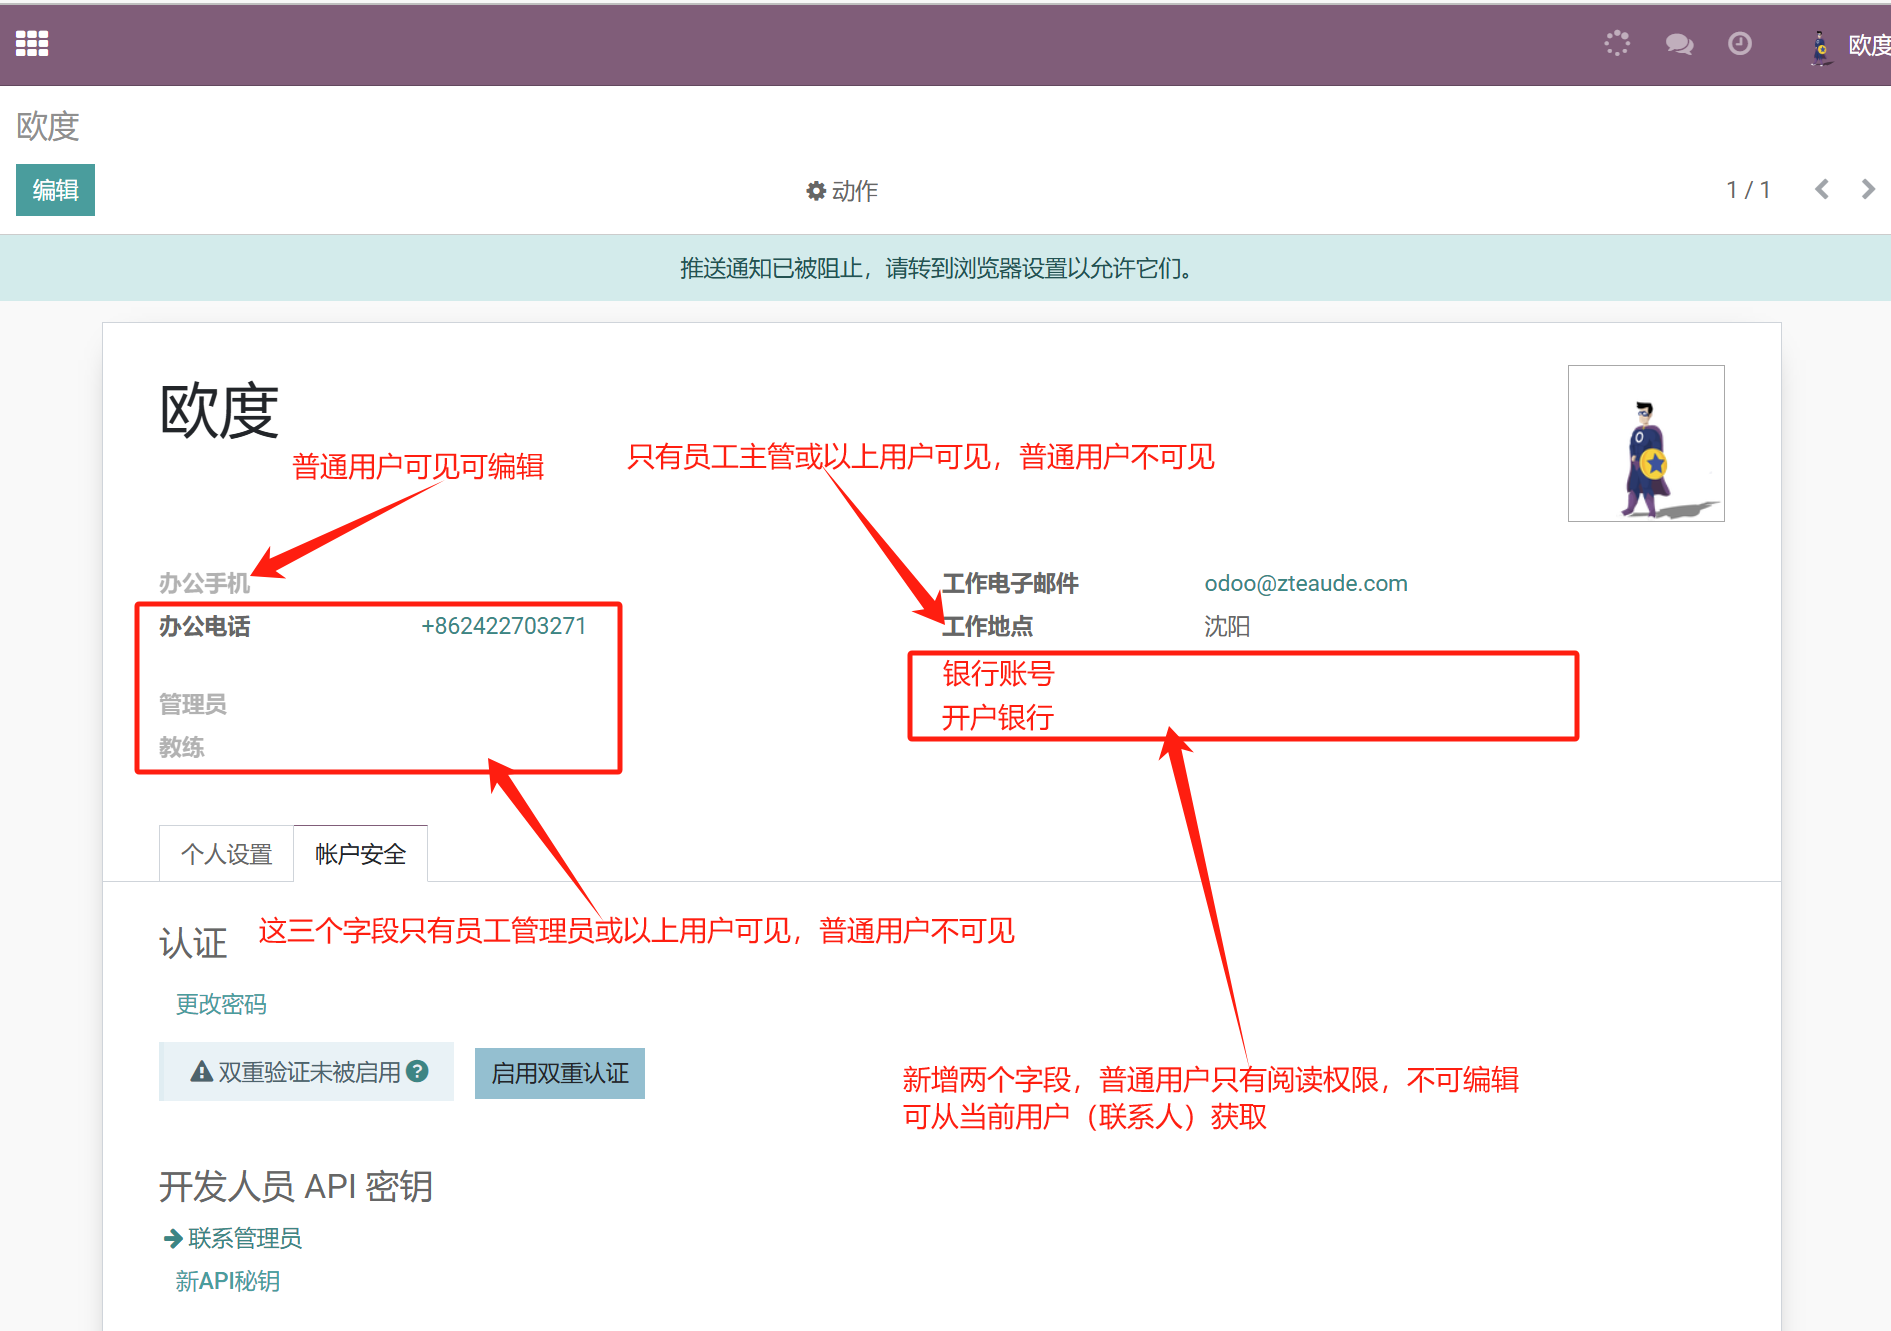 欧度
欧度
编辑
动作
1 / 1
推送通知已被阻止，请转到浏览器设置以允许它们。
欧度
普通用户可见可编辑
只有员工主管或以上用户可见，普通用户不可见
办公手机
工作电子邮件 odoo@zteaude.com
办公电话 +862422703271
工作地点 沈阳
银行账号
管理员
开户银行
教练
个人设置
帐户安全
认证
这三个字段只有员工管理员或以上用户可见，普通用户不可见
更改密码
双重验证未被启用
启用双重认证
新增两个字段，普通用户只有阅读权限，不可编辑
可从当前用户（联系人）获取
开发人员 API 密钥
联系管理员
新API秘钥